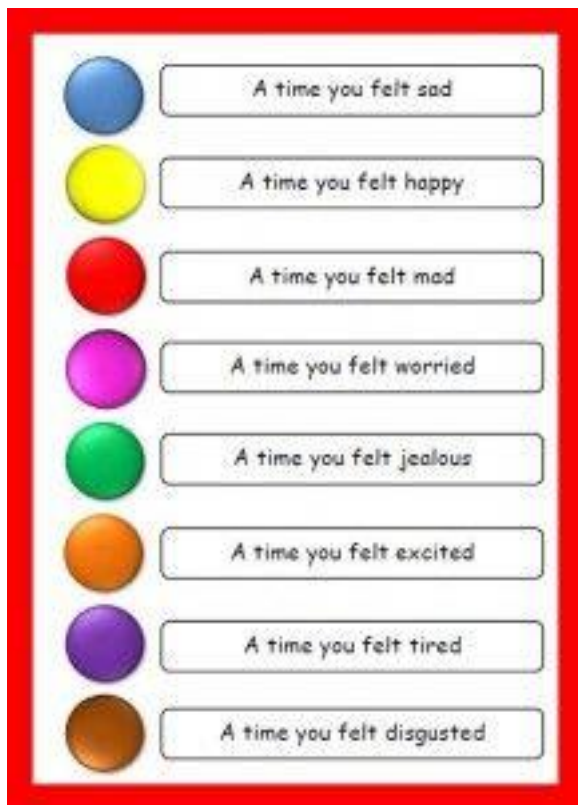 A time you felt sad
A time you felt happy
A time you felt mad
A time you felt worried
A time you felt jealous
A time you felt excited
A time you felt tired
A time you felt disgusted